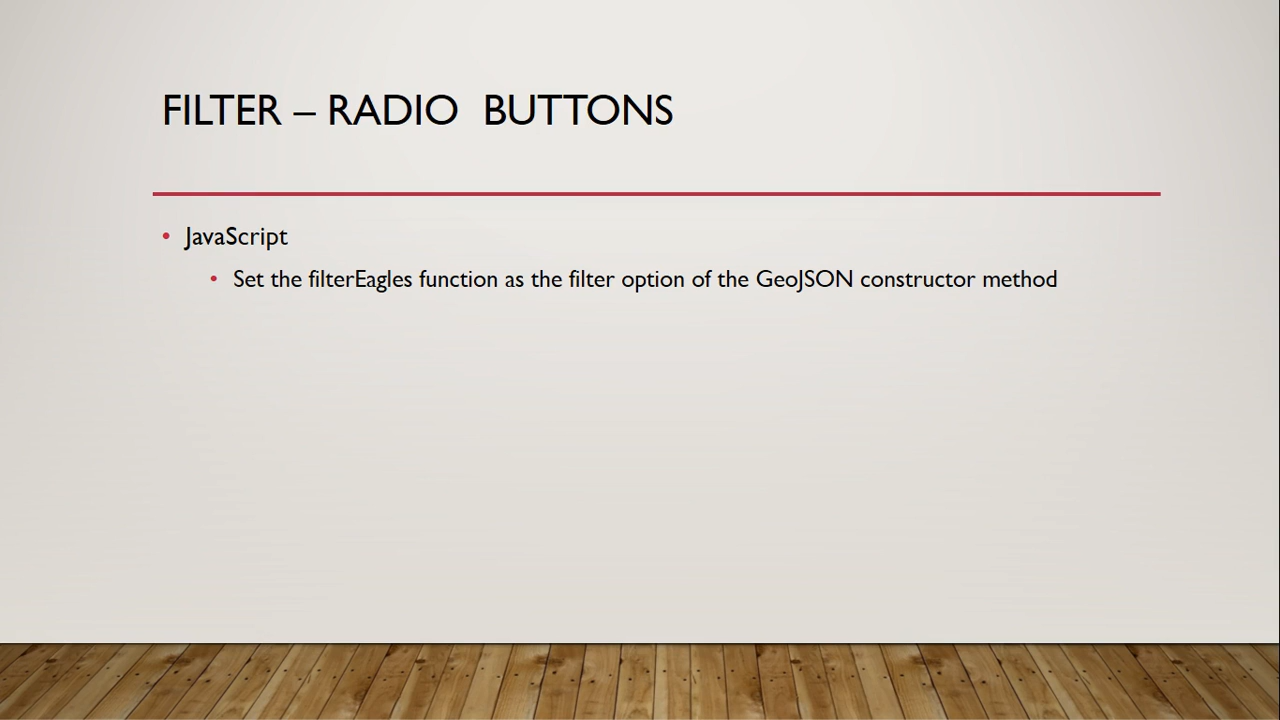 FILTER – RADIO  BUTTONS
• JavaScript
• Set the filterEagles function as the filter option of the GeoJSON constructor method